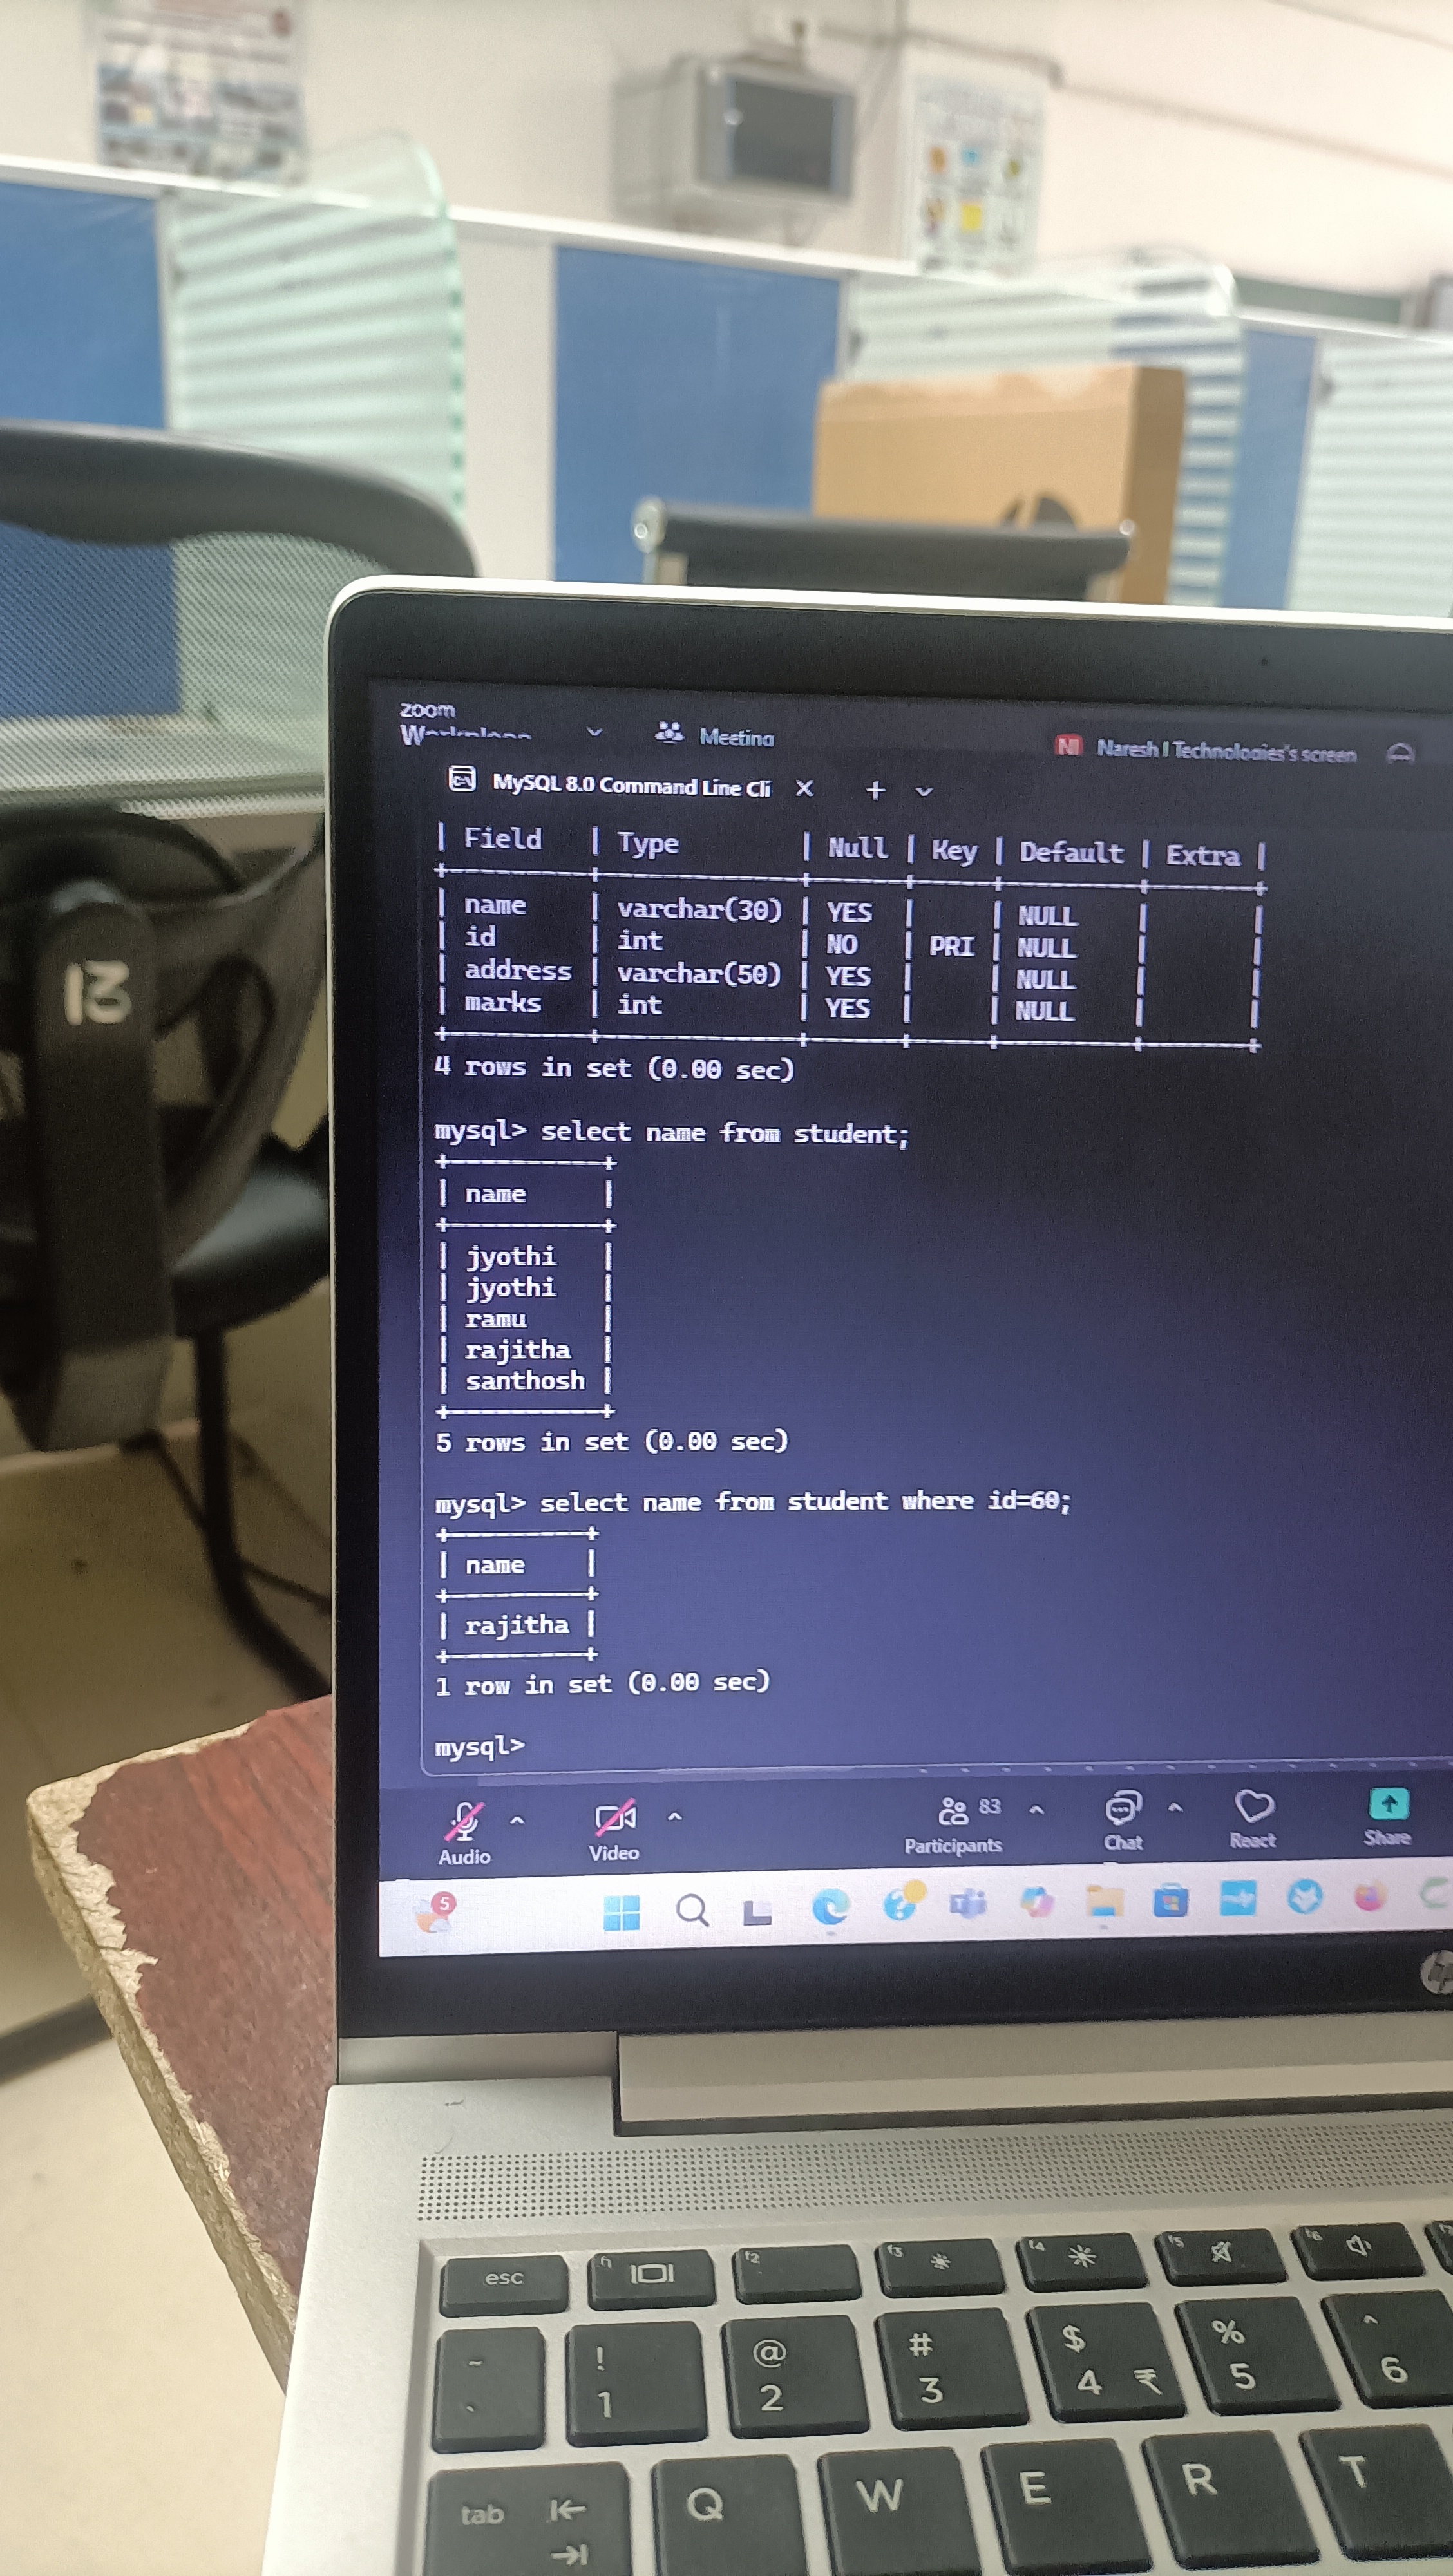 zoom
Workplace
Meeting
NI Naresh I Technologies's screen
MySQL 8.0 Command Line Cli
| Field | Type | Null | Key | Default | Extra |
| name | varchar(30) | YES | | NULL | |
| id | int | NO | PRI | NULL | |
| address | varchar(50) | YES | | NULL | |
| marks | int | YES | | NULL | |
4 rows in set (0.00 sec)
mysql> select name from student;
| name |
| jyothi |
| jyothi |
| ramu |
| rajitha |
| santhosh |
5 rows in set (0.00 sec)
mysql> select name from student where id=60;
| name |
| rajitha |
1 row in set (0.00 sec)
mysql>
Audio
Video
83
Participants
Chat
React
Share
5
13
hp
esc f1 f2 f3 f4 f5 f6
~ ! @ # $ % ^
` 1 2 3 4 ₹ 5 6
tab Q W E R T